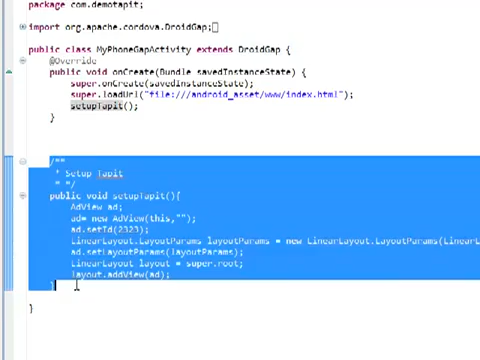 package com.demotapit;
import org.apache.cordova.DroidGap;
public class MyPhoneGapActivity extends DroidGap {
@Override
public void onCreate(Bundle savedInstanceState) {
super.onCreate(savedInstanceState);
super.loadUrl("file:///android_asset/www/index.html");
setupTapit();
}
/**
* Setup Tapit
* */
public void setupTapit(){
AdView ad;
ad= new AdView(this,"");
ad.setId(2323);
LinearLayout.LayoutParams layoutParams = new LinearLayout.LayoutParams(LinearL
ad.setLayoutParams(layoutParams);
LinearLayout layout = super.root;
layout.addView(ad);
}
}